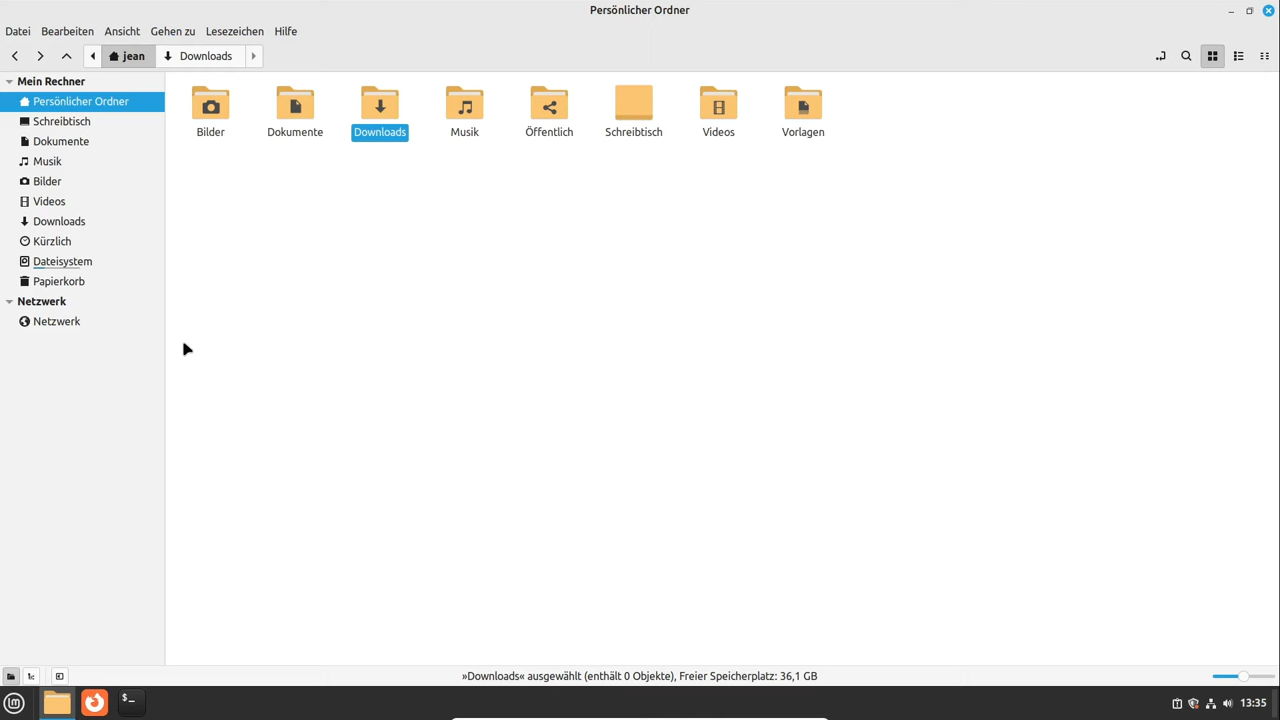 Persönlicher Ordner
Datei Bearbeiten Ansicht Gehen zu Lesezeichen Hilfe
jean Downloads
Mein Rechner
Persönlicher Ordner
Schreibtisch
Dokumente
Musik
Bilder
Videos
Downloads
Kürzlich
Dateisystem
Papierkorb
Netzwerk
Netzwerk
Bilder Dokumente Downloads Musik Öffentlich Schreibtisch Videos Vorlagen
»Downloads« ausgewählt (enthält 0 Objekte), Freier Speicherplatz: 36,1 GB
13:35